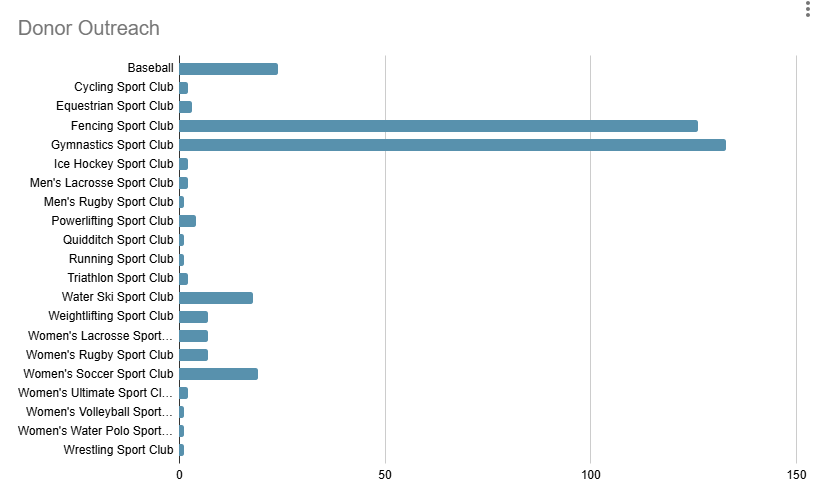 Donor Outreach
Baseball
Cycling Sport Club
Equestrian Sport Club
Fencing Sport Club
Gymnastics Sport Club
Ice Hockey Sport Club
Men's Lacrosse Sport Club
Men's Rugby Sport Club
Powerlifting Sport Club
Quidditch Sport Club
Running Sport Club
Triathlon Sport Club
Water Ski Sport Club
Weightlifting Sport Club
Women's Lacrosse Sport…
Women's Rugby Sport Club
Women's Soccer Sport Club
Women's Ultimate Sport Cl…
Women's Volleyball Sport…
Women's Water Polo Sport…
Wrestling Sport Club
0 50 100 150